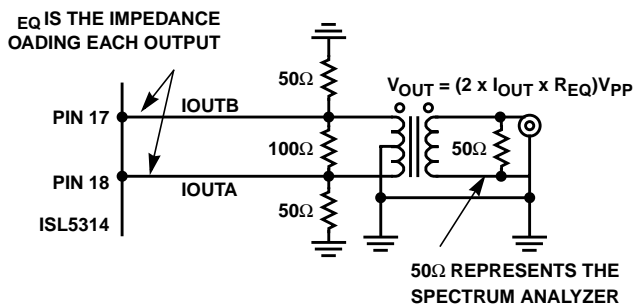 EQ IS THE IMPEDANCE
OADING EACH OUTPUT
50Ω
VOUT = (2 x IOUT x REQ)VPP
PIN 17
IOUTB
100Ω
50Ω
PIN 18
IOUTA
50Ω
ISL5314
50Ω REPRESENTS THE
SPECTRUM ANALYZER